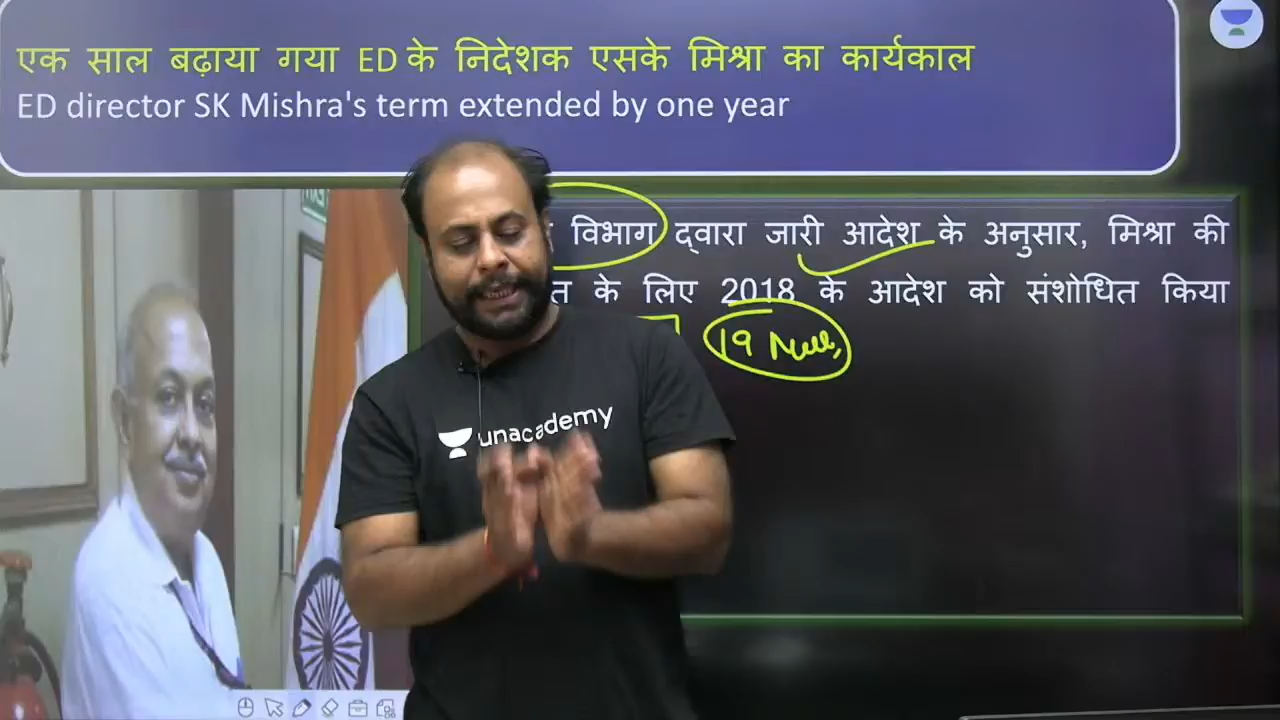 एक साल बढ़ाया गया ED के निदेशक एसके मिश्रा का कार्यकाल
ED director SK Mishra's term extended by one year
विभाग द्वारा जारी आदेश के अनुसार, मिश्रा की
के लिए 2018 के आदेश को संशोधित किया
19
unacademy